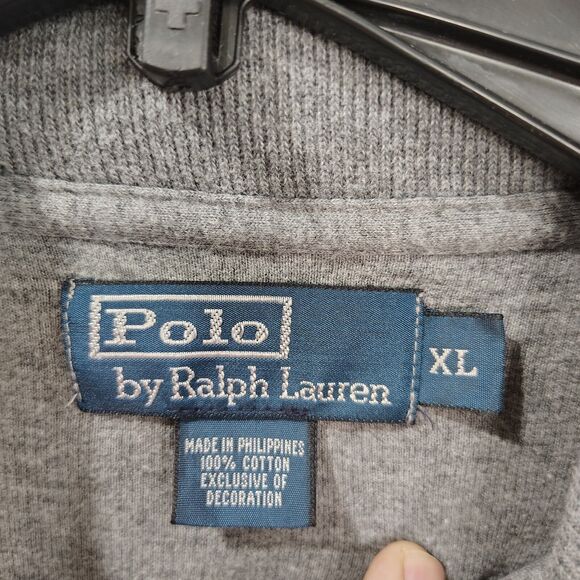 Polo
by Ralph Lauren
XL
MADE IN PHILIPPINES
100% COTTON
EXCLUSIVE OF
DECORATION